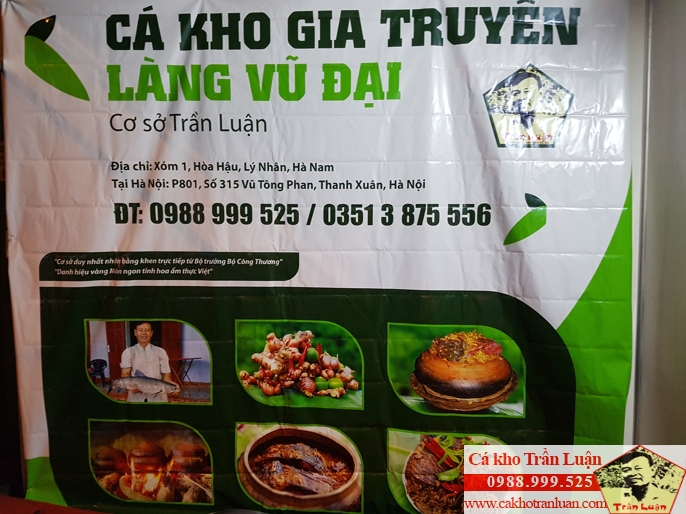 CÁ KHO GIA TRUYỀN
LÀNG VŨ ĐẠI
Cơ sở Trần Luận
Địa chỉ: Xóm 1, Hòa Hậu, Lý Nhân, Hà Nam
Tại Hà Nội: P801, Số 315 Vũ Tông Phan, Thanh Xuân, Hà Nội
ĐT: 0988 999 525 / 0351 3 875 556
"Cơ sở duy nhất nhận bằng khen trực tiếp từ Bộ trưởng Bộ Công Thương"
"Danh hiệu vàng Món ngon tinh hoa ẩm thực Việt"
Cá kho Trần Luận
0988.999.525
www.cakhotranluan.com
Trần Luận